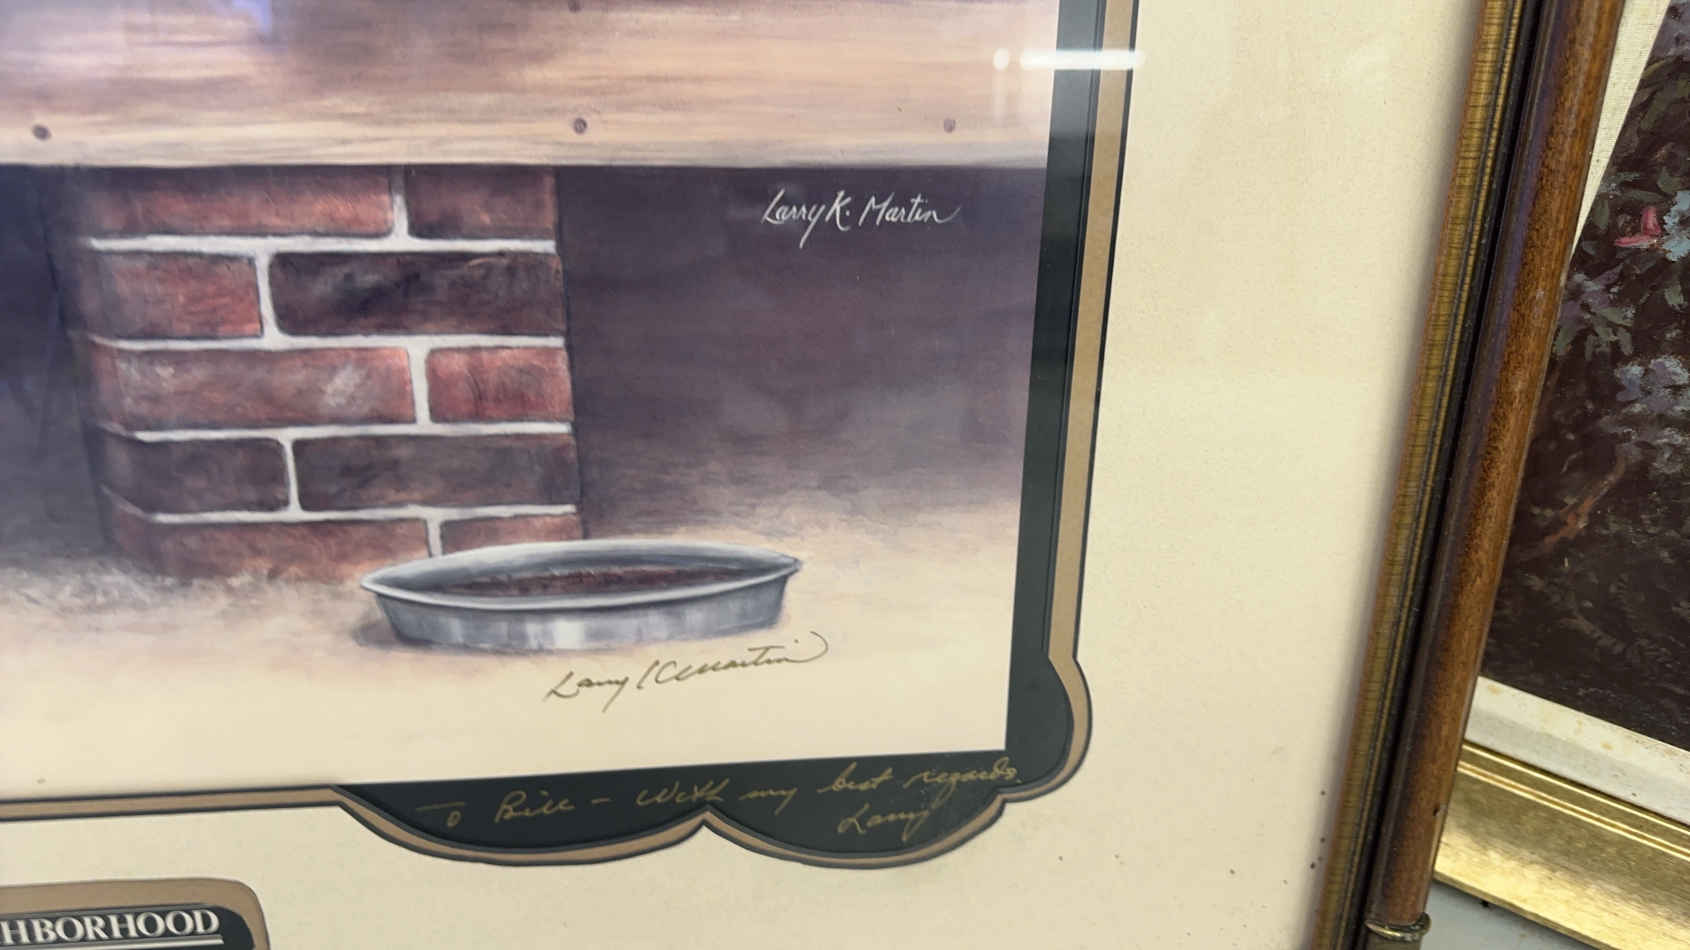 Larry K. Martin
Larry K Martin
To Bill - With my best regards,
Larry
HBORHOOD